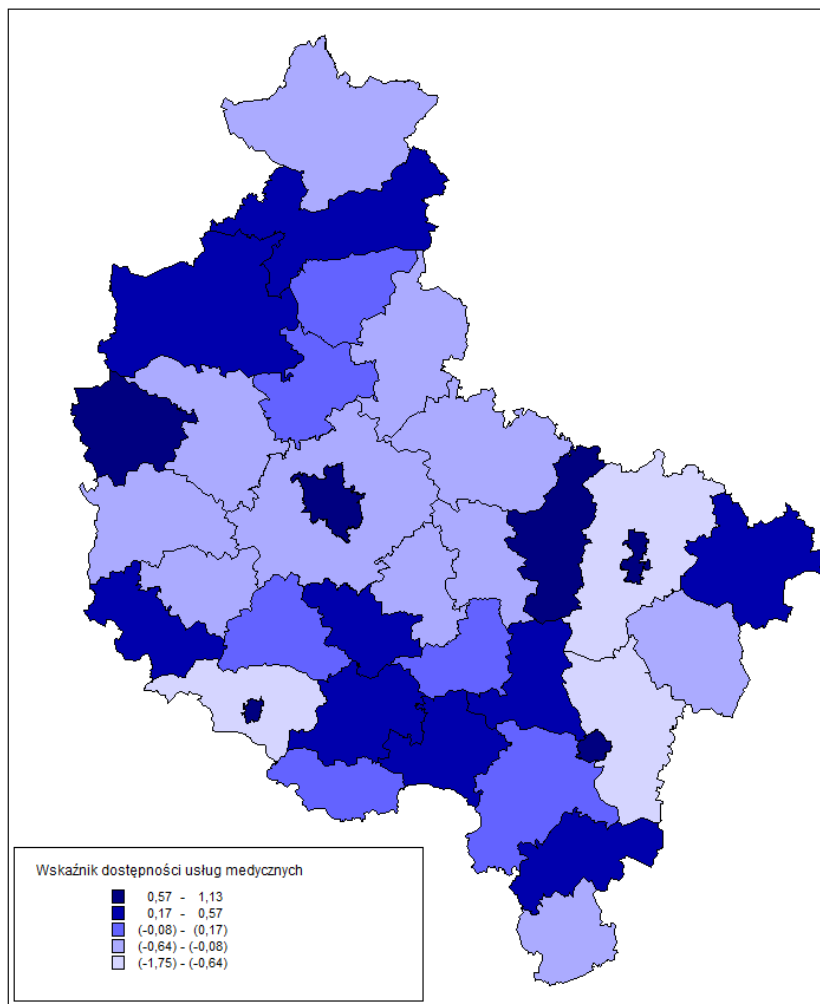 Wskaźnik dostępności usług medycznych
0,57 - 1,13
0,17 - 0,57
(-0,08) - (0,17)
(-0,64) - (-0,08)
(-1,75) - (-0,64)